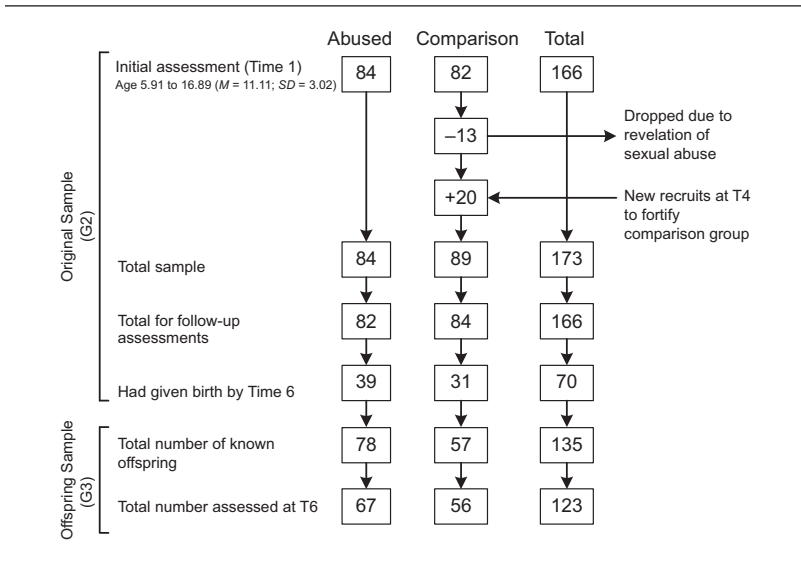 Abused Comparison Total
Initial assessment (Time 1) 84 82 166
Age 5.91 to 16.89 (M = 11.11; SD = 3.02)
–13
Dropped due to
revelation of
sexual abuse
+20
New recruits at T4
to fortify
comparison group
Original Sample
(G2)
Total sample 84 89 173
Total for follow-up
assessments
82 84 166
Had given birth by Time 6 39 31 70
Offspring Sample
(G3)
Total number of known
offspring
78 57 135
Total number assessed at T6 67 56 123